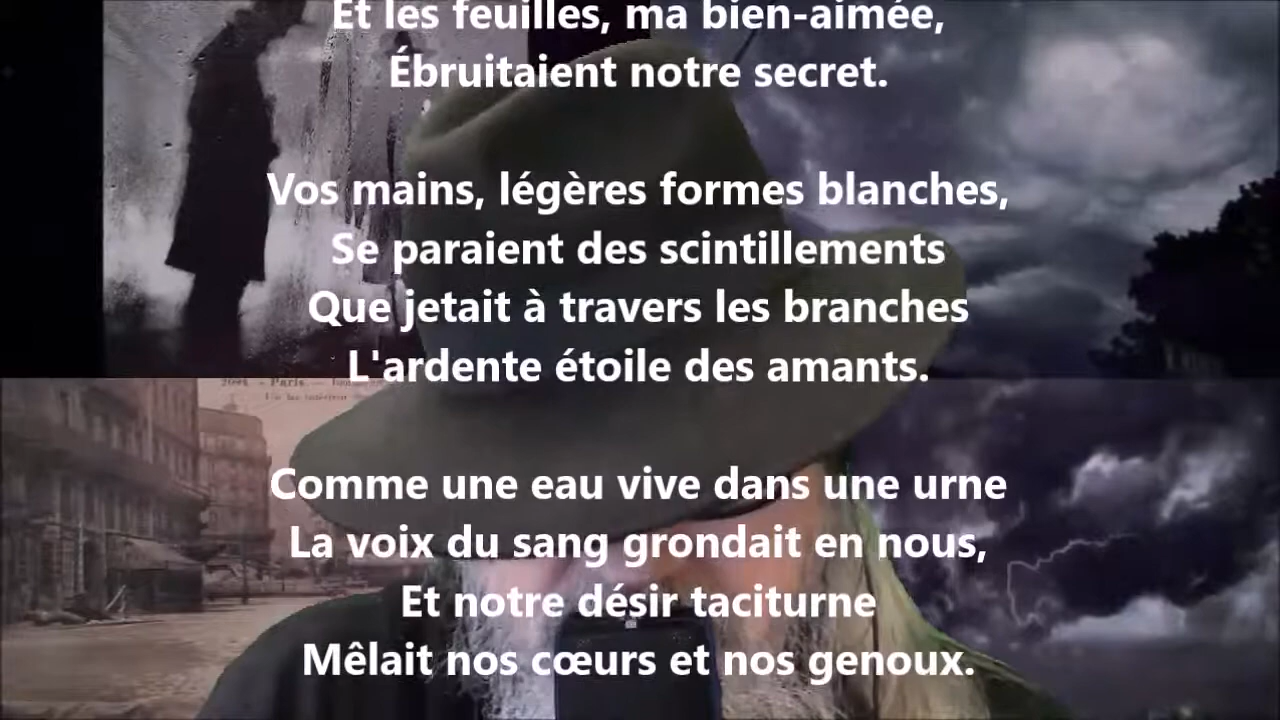 Et les feuilles, ma bien-aimée,
Ébruitaient notre secret.
Vos mains, légères formes blanches,
Se paraient des scintillements
Que jetait à travers les branches
L'ardente étoile des amants.
Comme une eau vive dans une urne
La voix du sang grondait en nous,
Et notre désir taciturne
Mêlait nos cœurs et nos genoux.
Paris